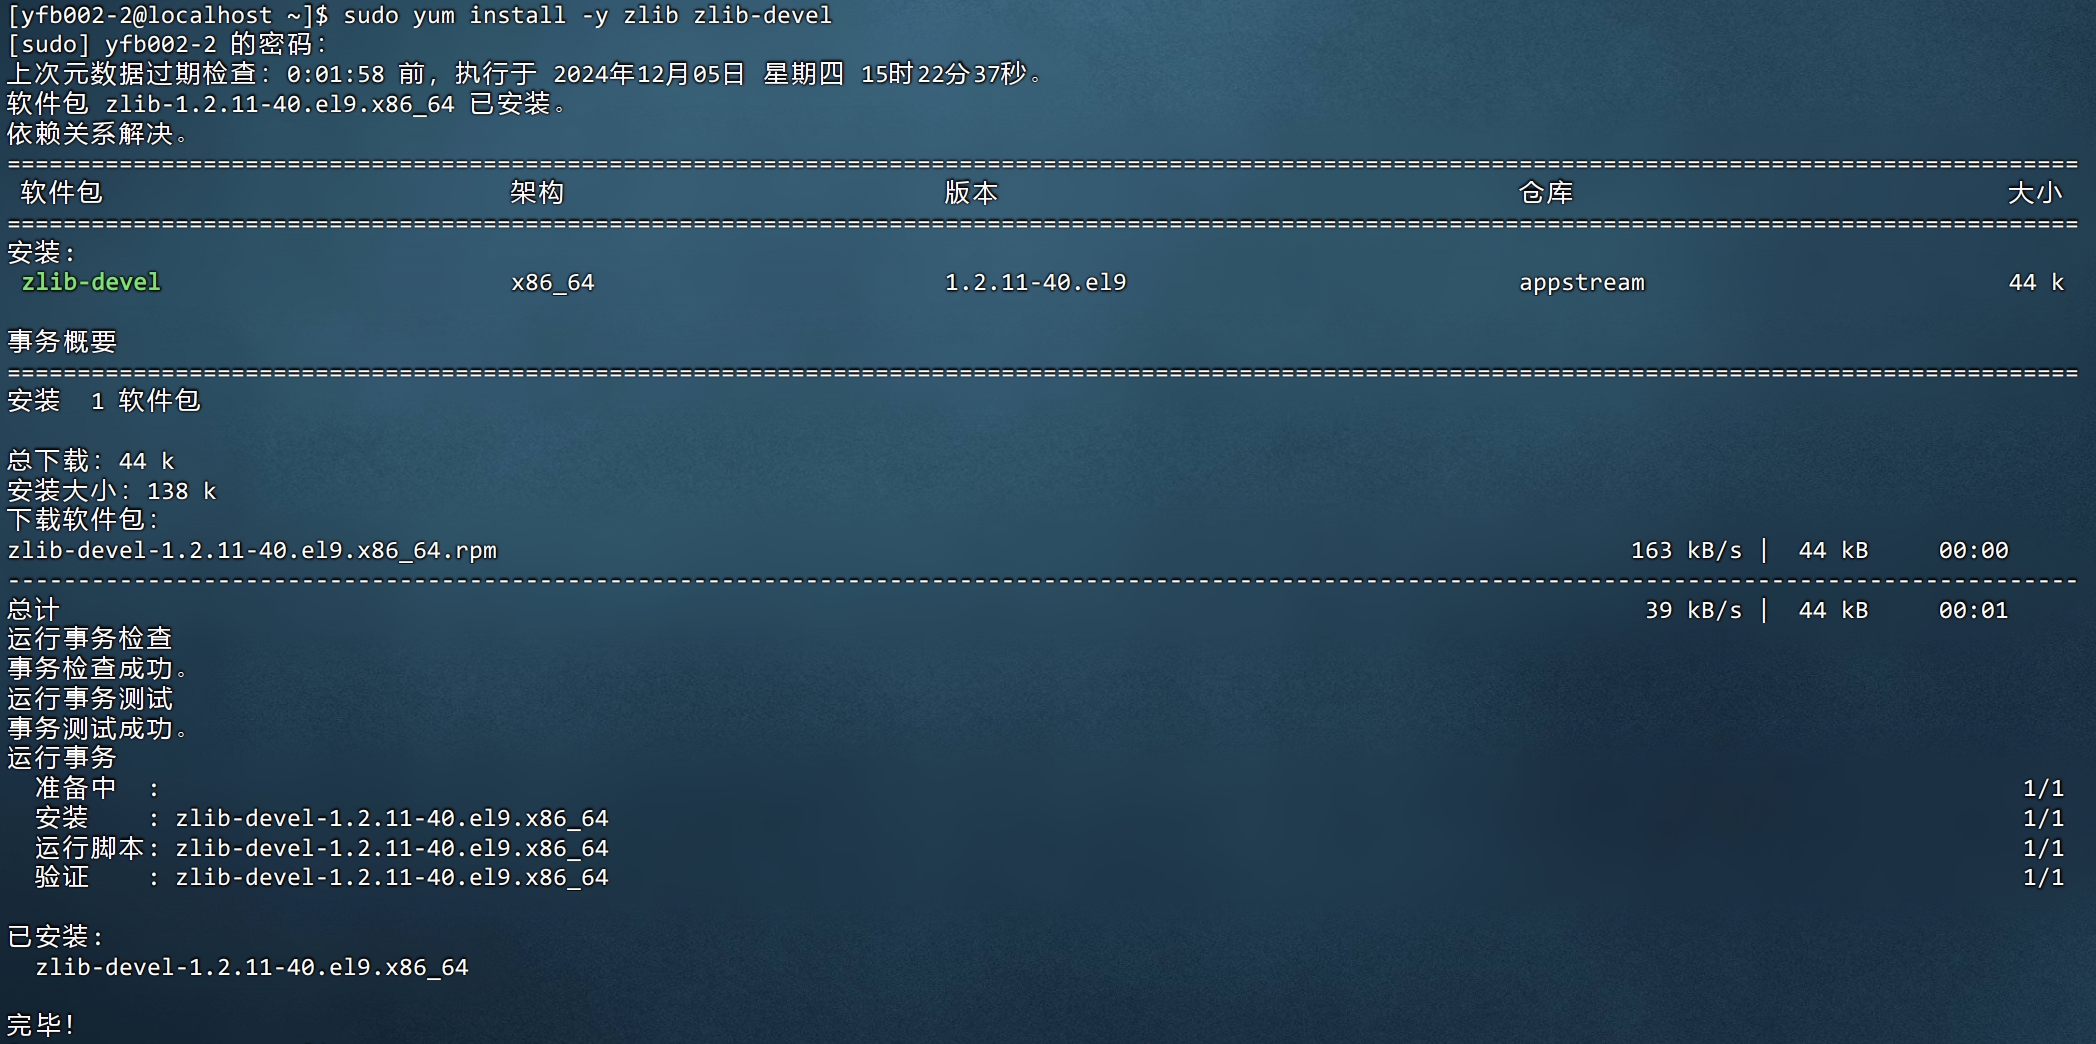 [yfb002-2@localhost ~]$ sudo yum install -y zlib zlib-devel
[sudo] yfb002-2 的密码：
上次元数据过期检查：0:01:58 前，执行于 2024年12月05日 星期四 15时22分37秒。
软件包 zlib-1.2.11-40.el9.x86_64 已安装。
依赖关系解决。
====================================================================================================================================================
软件包 架构 版本 仓库 大小
====================================================================================================================================================
安装:
zlib-devel x86_64 1.2.11-40.el9 appstream 44 k
事务概要
====================================================================================================================================================
安装  1 软件包
总下载：44 k
安装大小：138 k
下载软件包：
zlib-devel-1.2.11-40.el9.x86_64.rpm 163 kB/s |  44 kB     00:00
----------------------------------------------------------------------------------------------------------------------------------------------------
总计 39 kB/s |  44 kB     00:01
运行事务检查
事务检查成功。
运行事务测试
事务测试成功。
运行事务
  准备中  : 1/1
  安装    : zlib-devel-1.2.11-40.el9.x86_64 1/1
  运行脚本: zlib-devel-1.2.11-40.el9.x86_64 1/1
  验证    : zlib-devel-1.2.11-40.el9.x86_64 1/1
已安装:
  zlib-devel-1.2.11-40.el9.x86_64
完毕！